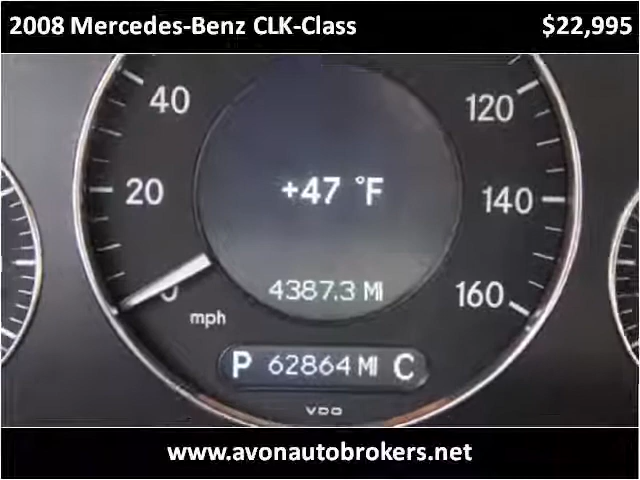 2008 Mercedes-Benz CLK-Class $22,995
40 120
+47 °F
20 140
4387.3 MI 160
0
mph
P 62864 MI C
VDO
www.avonautobrokers.net